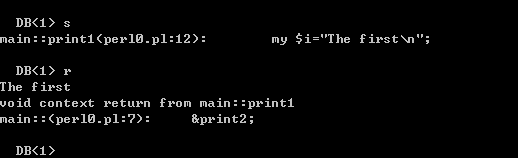 DB<1> s
main::print1(perl0.pl:12):        my $i="The first\n";
DB<1> r
The first
void context return from main::print1
main::(perl0.pl:7):     &print2;
DB<1>